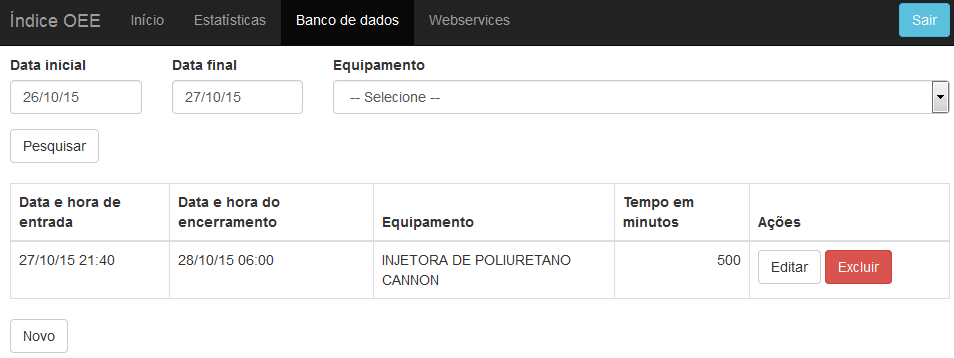 Índice OEE Início Estatísticas Banco de dados Webservices Sair
Data inicial Data final Equipamento
26/10/15 27/10/15 -- Selecione --
Pesquisar
Data e hora de entrada Data e hora do encerramento Equipamento Tempo em minutos Ações
27/10/15 21:40 28/10/15 06:00 INJETORA DE POLIURETANO CANNON 500 Editar Excluir
Novo